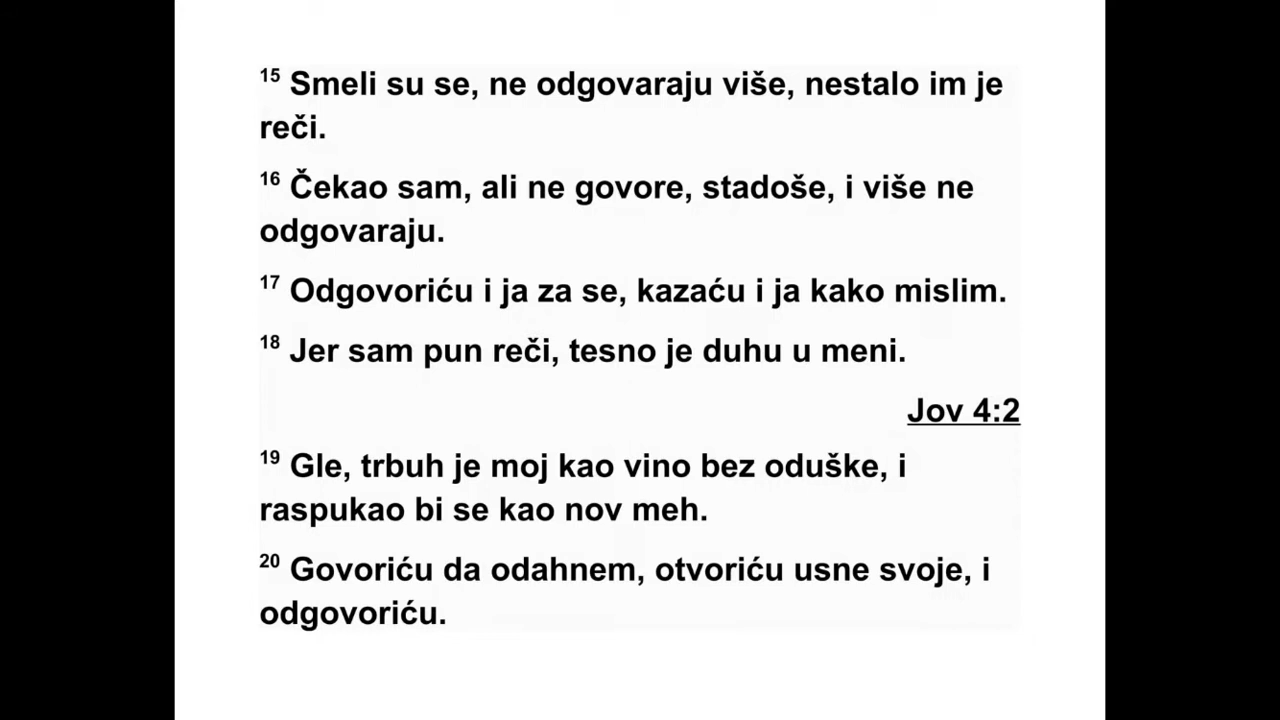 15 Smeli su se, ne odgovaraju više, nestalo im je
reči.
16 Čekao sam, ali ne govore, stadoše, i više ne
odgovaraju.
17 Odgovoriću i ja za se, kazaću i ja kako mislim.
18 Jer sam pun reči, tesno je duhu u meni.
Jov 4:2
19 Gle, trbuh je moj kao vino bez oduške, i
raspukao bi se kao nov meh.
20 Govoriću da odahnem, otvoriću usne svoje, i
odgovoriću.